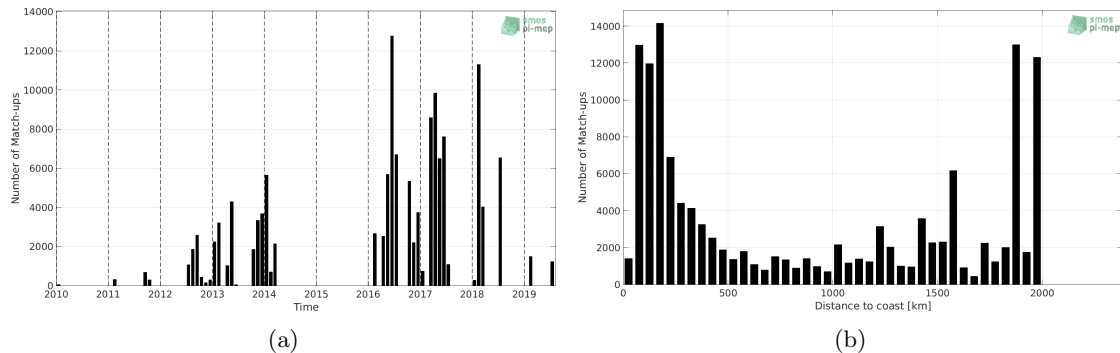 14000
12000
10000
8000
6000
4000
2000
0
Number of Match-ups
2010 2011 2012 2013 2014 2015 2016 2017 2018 2019
Time
smos
pi-mep
(a)
14000
12000
10000
8000
6000
4000
2000
0
Number of Match-ups
0 500 1000 1500 2000
Distance to coast [km]
smos
pi-mep
(b)